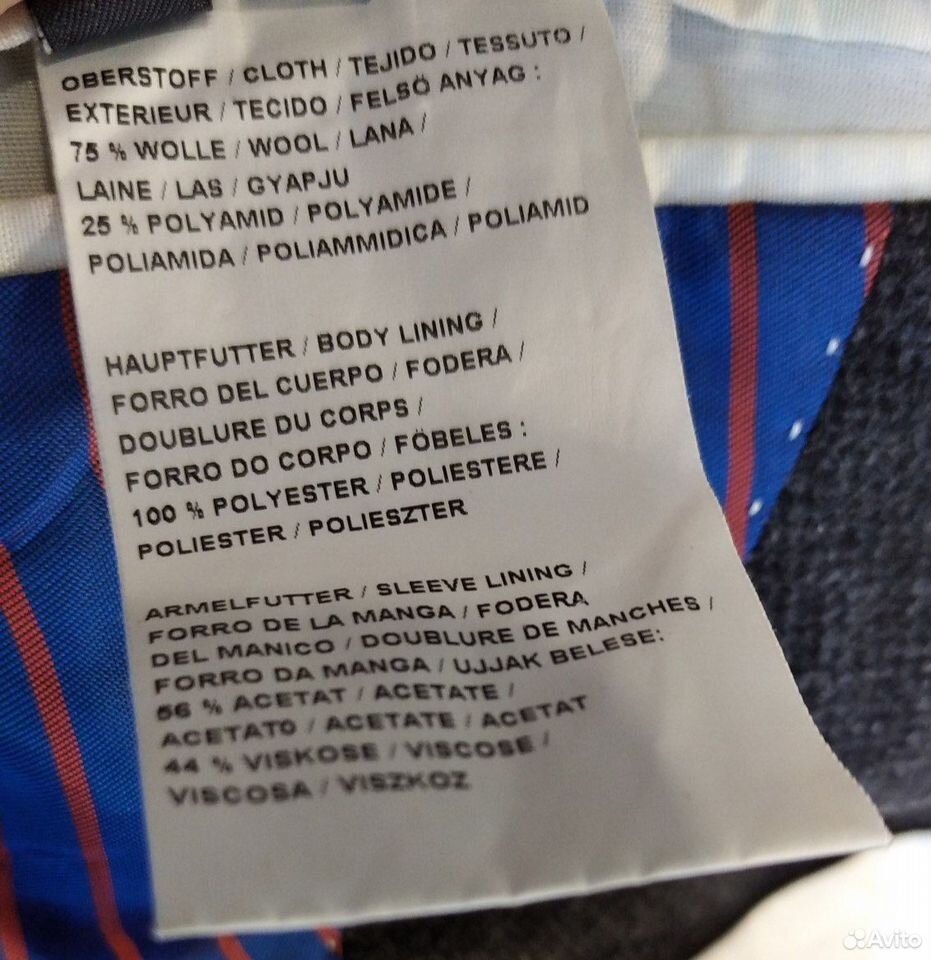 OBERSTOFF / CLOTH / TEJIDO / TESSUTO /
EXTERIEUR / TECIDO / FELSÖ ANYAG :
75 % WOLLE / WOOL / LANA /
LAINE / LAS / GYAPJU
25 % POLYAMID / POLYAMIDE /
POLIAMIDA / POLIAMMIDICA / POLIAMID
HAUPTFUTTER / BODY LINING /
FORRO DEL CUERPO / FODERA /
DOUBLURE DU CORPS /
FORRO DO CORPO / FÖBELES :
100 % POLYESTER / POLIESTERE /
POLIESTER / POLIESZTER
ARMELFUTTER / SLEEVE LINING /
FORRO DE LA MANGA / FODERA
DEL MANICO / DOUBLURE DE MANCHES /
FORRO DA MANGA / UJJAK BELESE:
56 % ACETAT / ACETATE /
ACETATO / ACETATE / ACETAT
44 % VISKOSE / VISCOSE /
VISCOSA / VISZKOZ
Avito